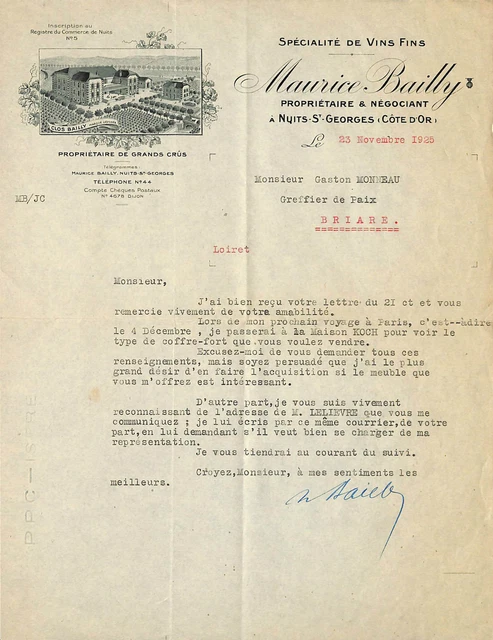 Inscription au
Registre du Commerce de Nuits
N° 5
SPÉCIALITÉ DE VINS FINS
Maurice Bailly
PROPRIÉTAIRE & NÉGOCIANT
À NUITS-ST-GEORGES (CÔTE D'OR)
CLOS BAILLY
PROPRIÉTAIRE DE GRANDS CRÛS
Télégrammes:
MAURICE BAILLY-NUITS-ST-GEORGES
TÉLÉPHONE N° 44
Compte Chèques Postaux
N° 4678 DIJON
Le 23 Novembre 1925
MB/JC
Monsieur Gaston MONNEAU
Greffier de Paix
BRIARE.
Loiret
Monsieur,
J'ai bien reçu votre lettre du 2I ct et vous
remercie vivement de votre amabilité.
Lors de mon prochain voyage à Paris, c'est--àdire
le 4 Décembre , je passerai à la Maison KOCH pour voir le
type de coffre-fort que vous voulez vendre.
Excusez-moi de vous demander tous ces
renseignements, mais soyez persuadé que j'ai le plus
grand désir d'en faire l'acquisition si le meuble que
vous m'offrez est intéressant.
D'autre part,je vous suis vivement
reconnaissant de l'adresse de M. LELIEVRE que vous me
communiquez ; je lui écris par ce même courrier,de votre
part,en lui demandant s'il veut bien se charger de ma
représentation.
Je vous tiendrai au courant du suivi.
Croyez,Monsieur, à mes sentiments les
meilleurs.
M Bailly